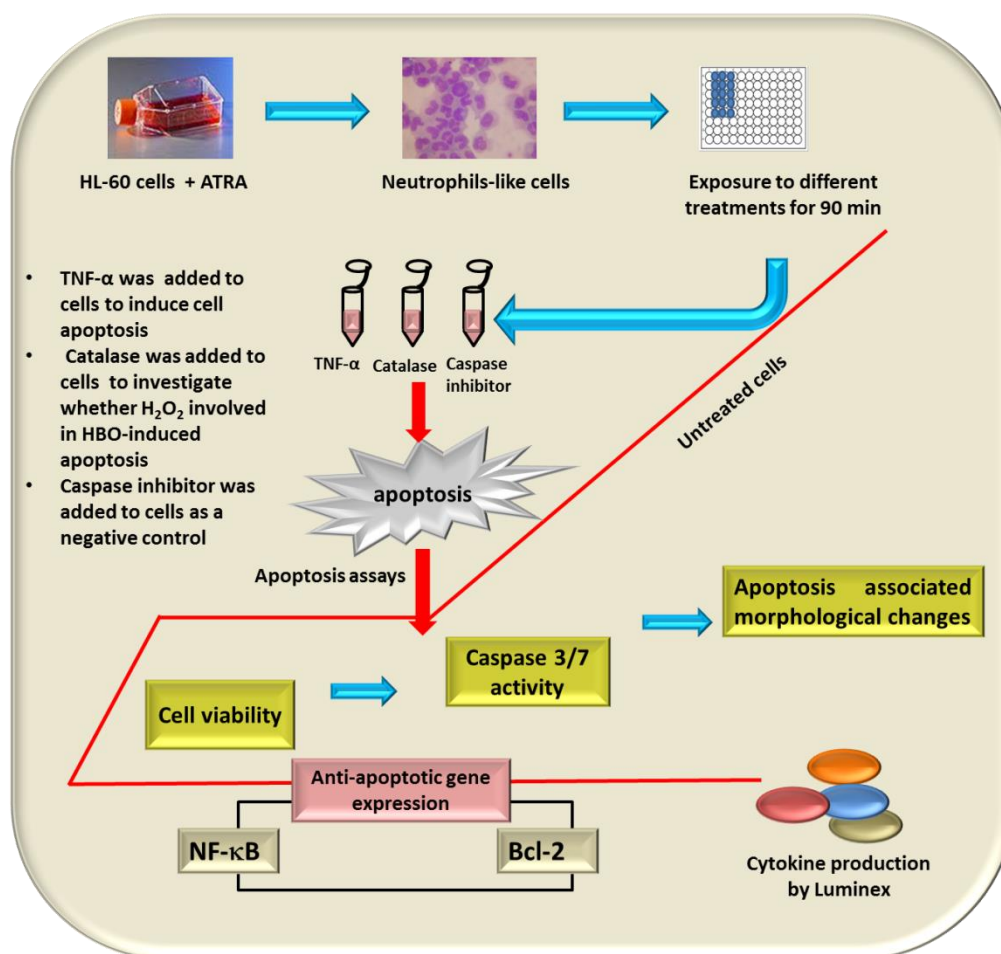 HL-60 cells + ATRA
Neutrophils-like cells
Exposure to different
treatments for 90 min
• TNF-α was added to
cells to induce cell
apoptosis
• Catalase was added to
cells to investigate
whether H₂O₂ involved
in HBO-induced
apoptosis
• Caspase inhibitor was
added to cells as a
negative control
TNF-α
Catalase
Caspase
inhibitor
Untreated cells
apoptosis
Apoptosis assays
Apoptosis associated
morphological changes
Caspase 3/7
activity
Cell viability
Anti-apoptotic gene
expression
NF-κB
Bcl-2
Cytokine production
by Luminex